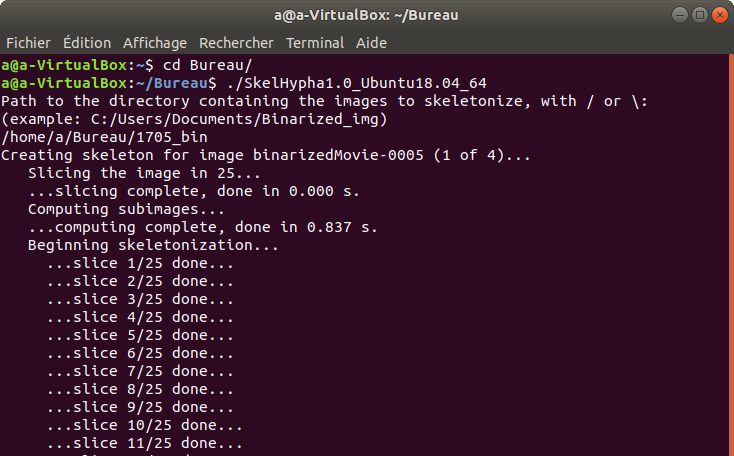 a@a-VirtualBox: ~/Bureau
Fichier Édition Affichage Rechercher Terminal Aide
a@a-VirtualBox:~$ cd Bureau/
a@a-VirtualBox:~/Bureau$ ./SkelHypha1.0_Ubuntu18.04_64
Path to the directory containing the images to skeletonize, with / or \:
(example: C:/Users/Documents/Binarized_img)
/home/a/Bureau/1705_bin
Creating skeleton for image binarizedMovie-0005 (1 of 4)...
   Slicing the image in 25...
   ...slicing complete, done in 0.000 s.
   Computing subimages...
   ...computing complete, done in 0.837 s.
   Beginning skeletonization...
     ...slice 1/25 done...
     ...slice 2/25 done...
     ...slice 3/25 done...
     ...slice 4/25 done...
     ...slice 5/25 done...
     ...slice 6/25 done...
     ...slice 7/25 done...
     ...slice 8/25 done...
     ...slice 9/25 done...
     ...slice 10/25 done...
     ...slice 11/25 done...